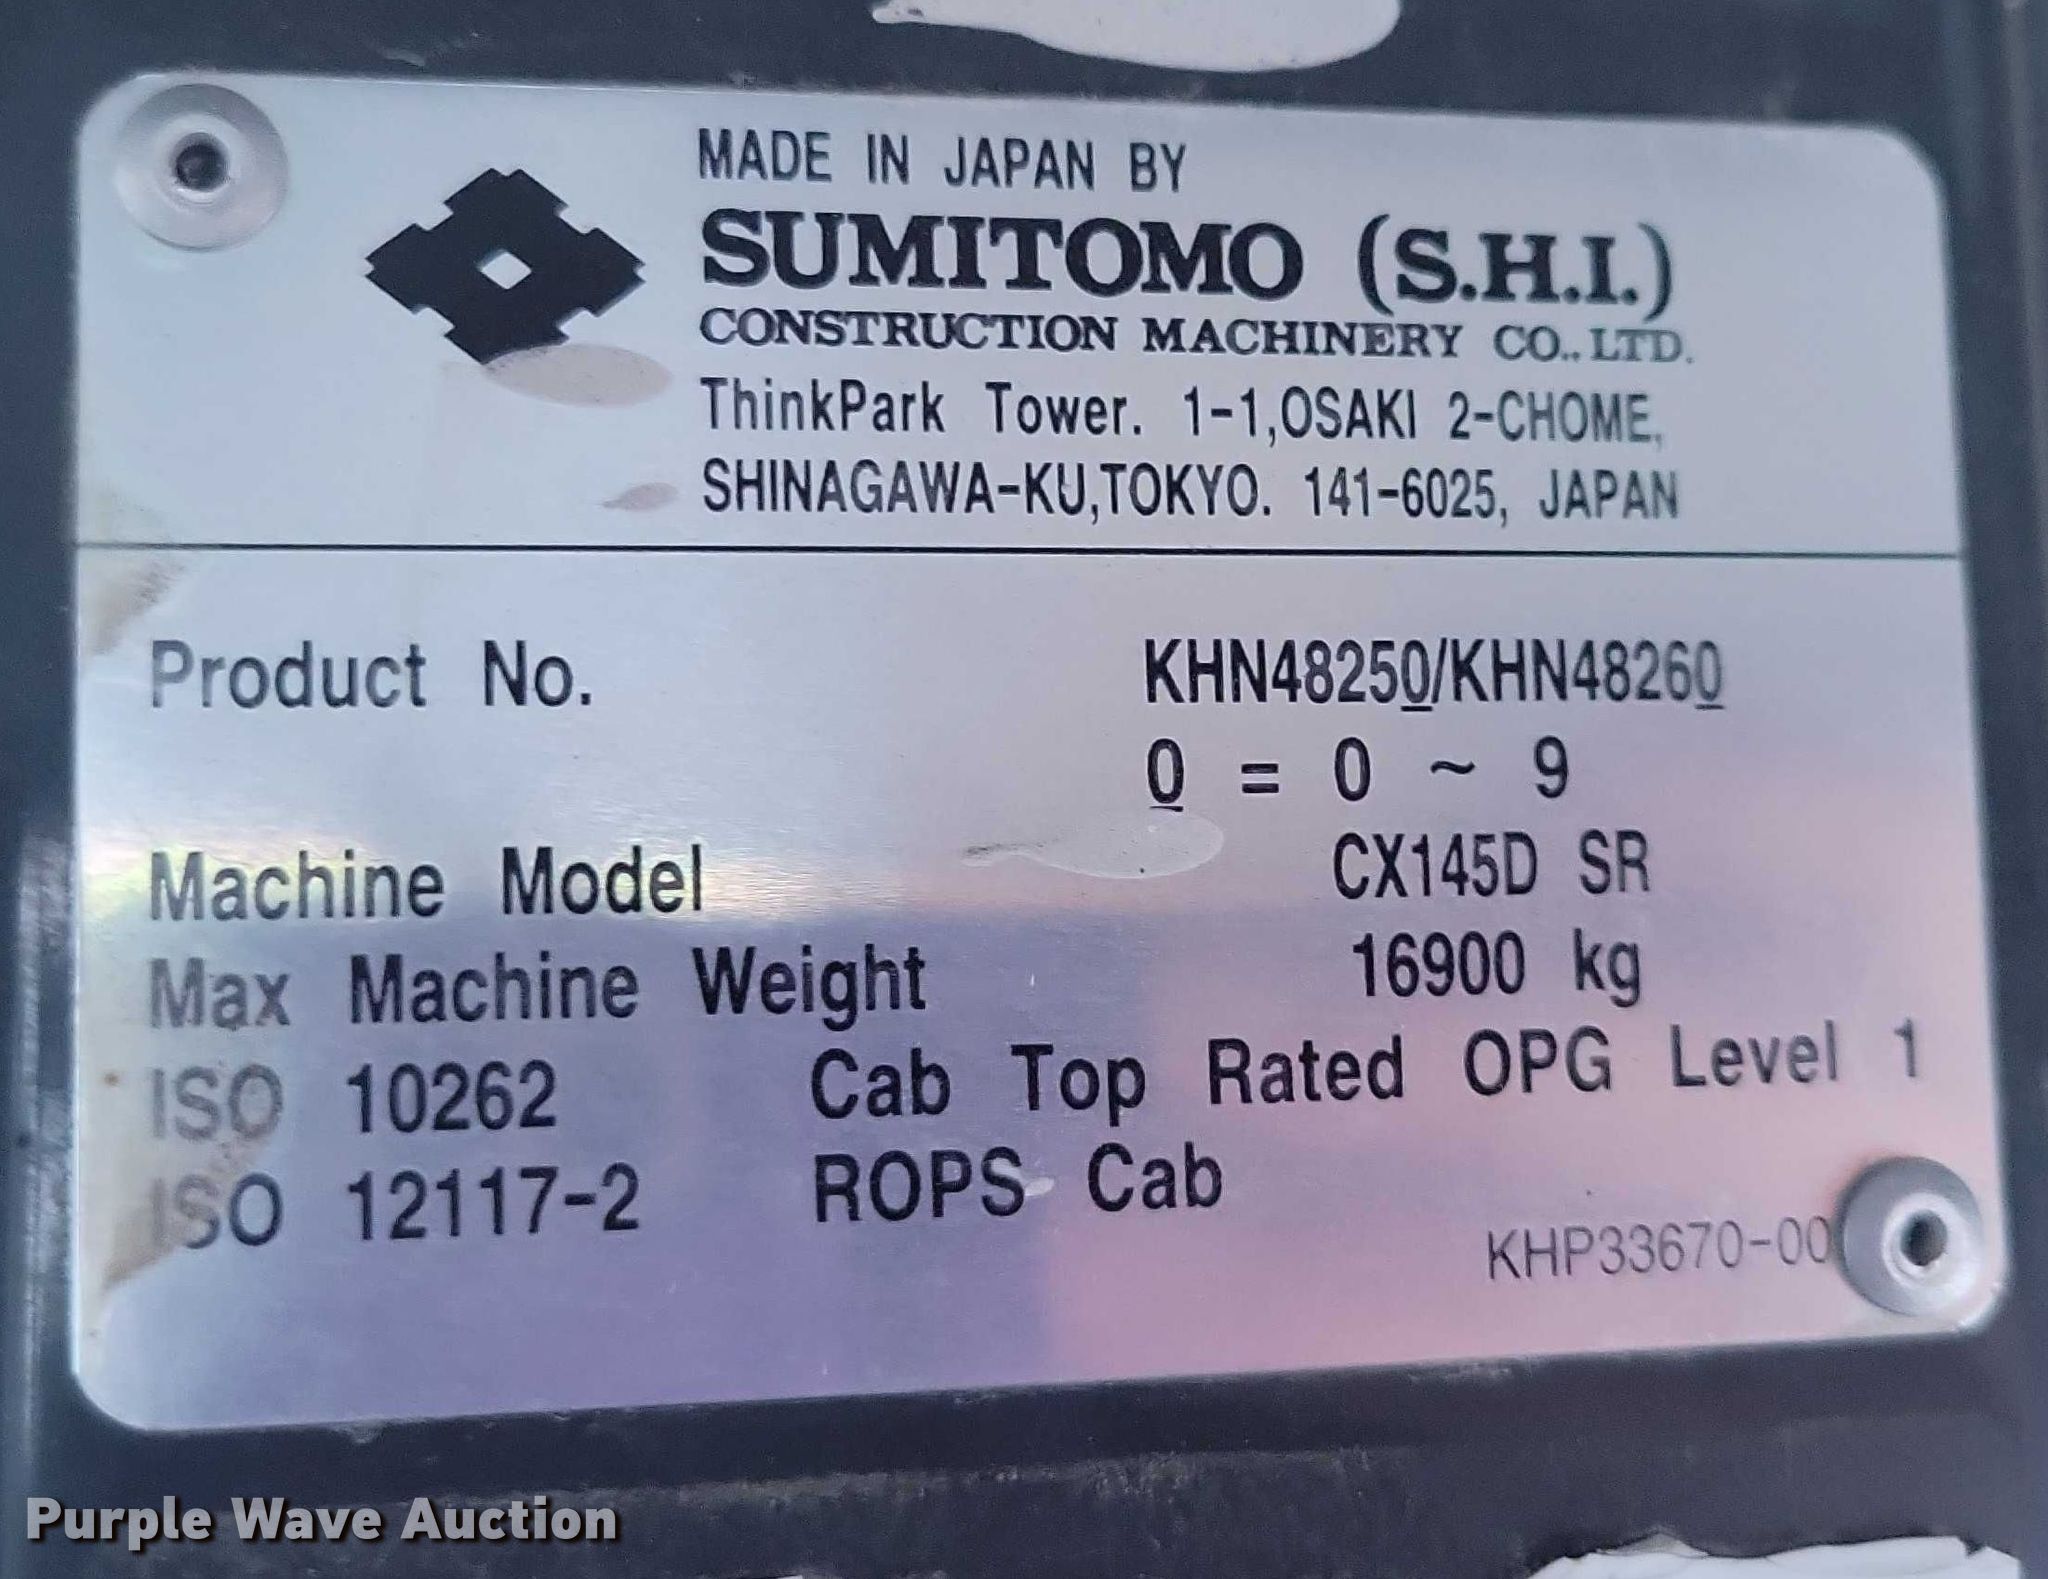 MADE IN JAPAN BY
SUMITOMO (S.H.I.)
CONSTRUCTION MACHINERY CO., LTD.
ThinkPark Tower. 1-1,OSAKI 2-CHOME,
SHINAGAWA-KU,TOKYO. 141-6025, JAPAN
Product No. KHN48250/KHN48260
0 = 0 ~ 9
Machine Model CX145D SR
Max Machine Weight 16900 kg
ISO 10262 Cab Top Rated OPG Level 1
ISO 12117-2 ROPS Cab
KHP33670-00
Purple Wave Auction